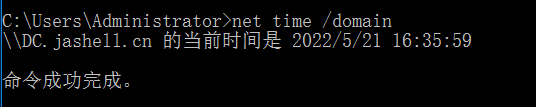 C:\Users\Administrator>net time /domain
\\DC.jashell.cn 的当前时间是 2022/5/21 16:35:59
命令成功完成。